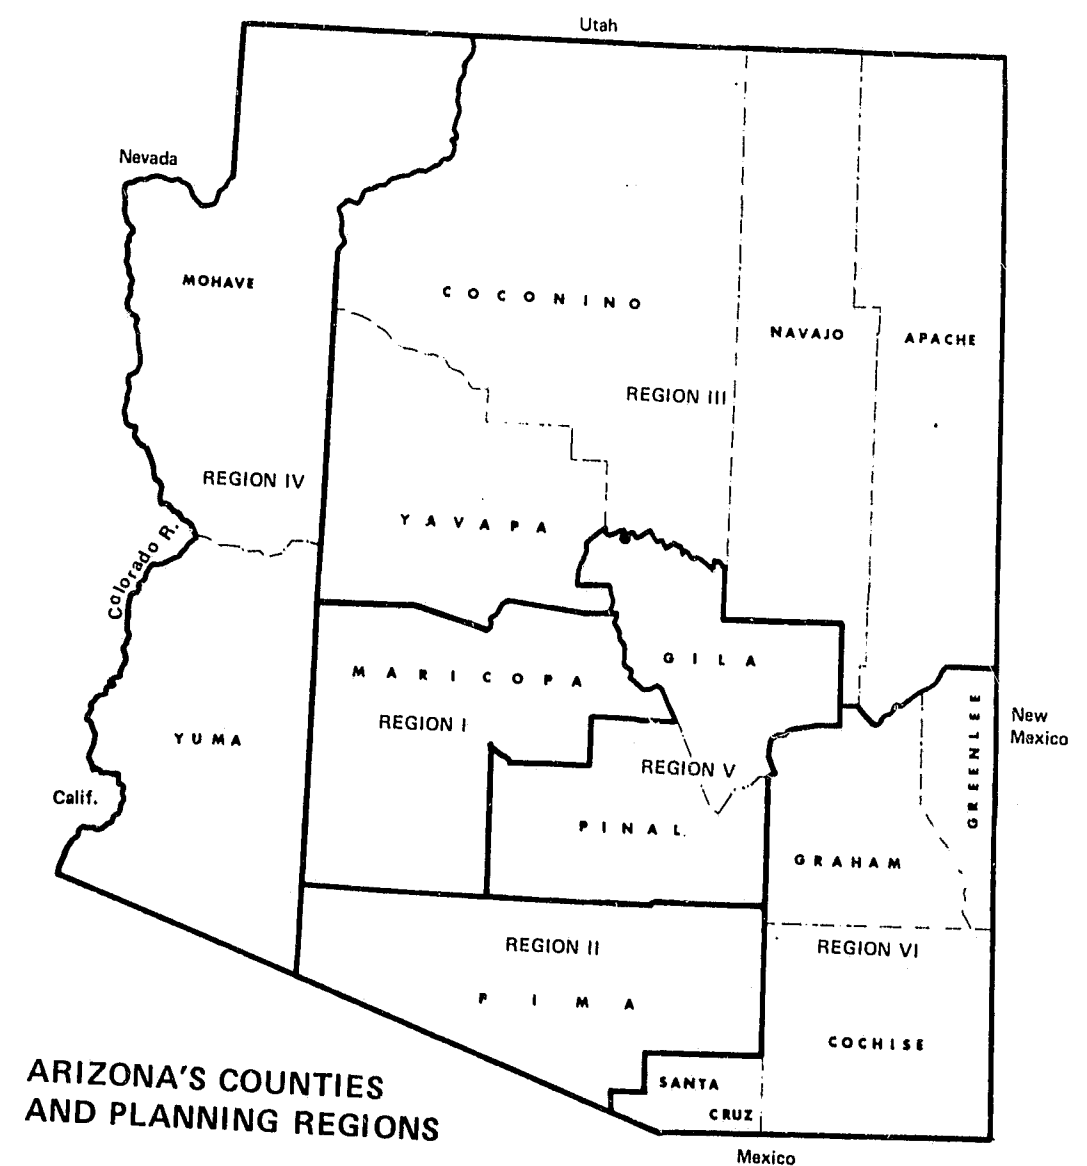 Utah
Nevada
MOHAVE
COCONINO
NAVAJO
APACHE
REGION III
REGION IV
YAVAPA
Colorado R.
GILA
MARICOPA
REGION I
GREENLEE
New
Mexico
YUMA
REGION V
Calif.
PINAL
GRAHAM
REGION II
REGION VI
PIMA
COCHISE
SANTA
CRUZ
ARIZONA'S COUNTIES
AND PLANNING REGIONS
Mexico